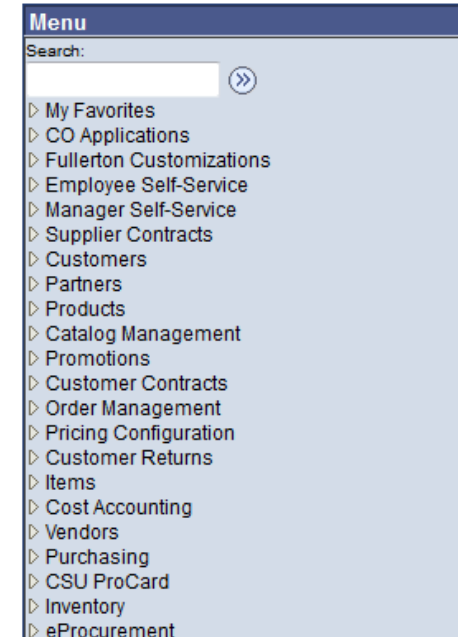 Menu
Search:
My Favorites
CO Applications
Fullerton Customizations
Employee Self-Service
Manager Self-Service
Supplier Contracts
Customers
Partners
Products
Catalog Management
Promotions
Customer Contracts
Order Management
Pricing Configuration
Customer Returns
Items
Cost Accounting
Vendors
Purchasing
CSU ProCard
Inventory
eProcurement